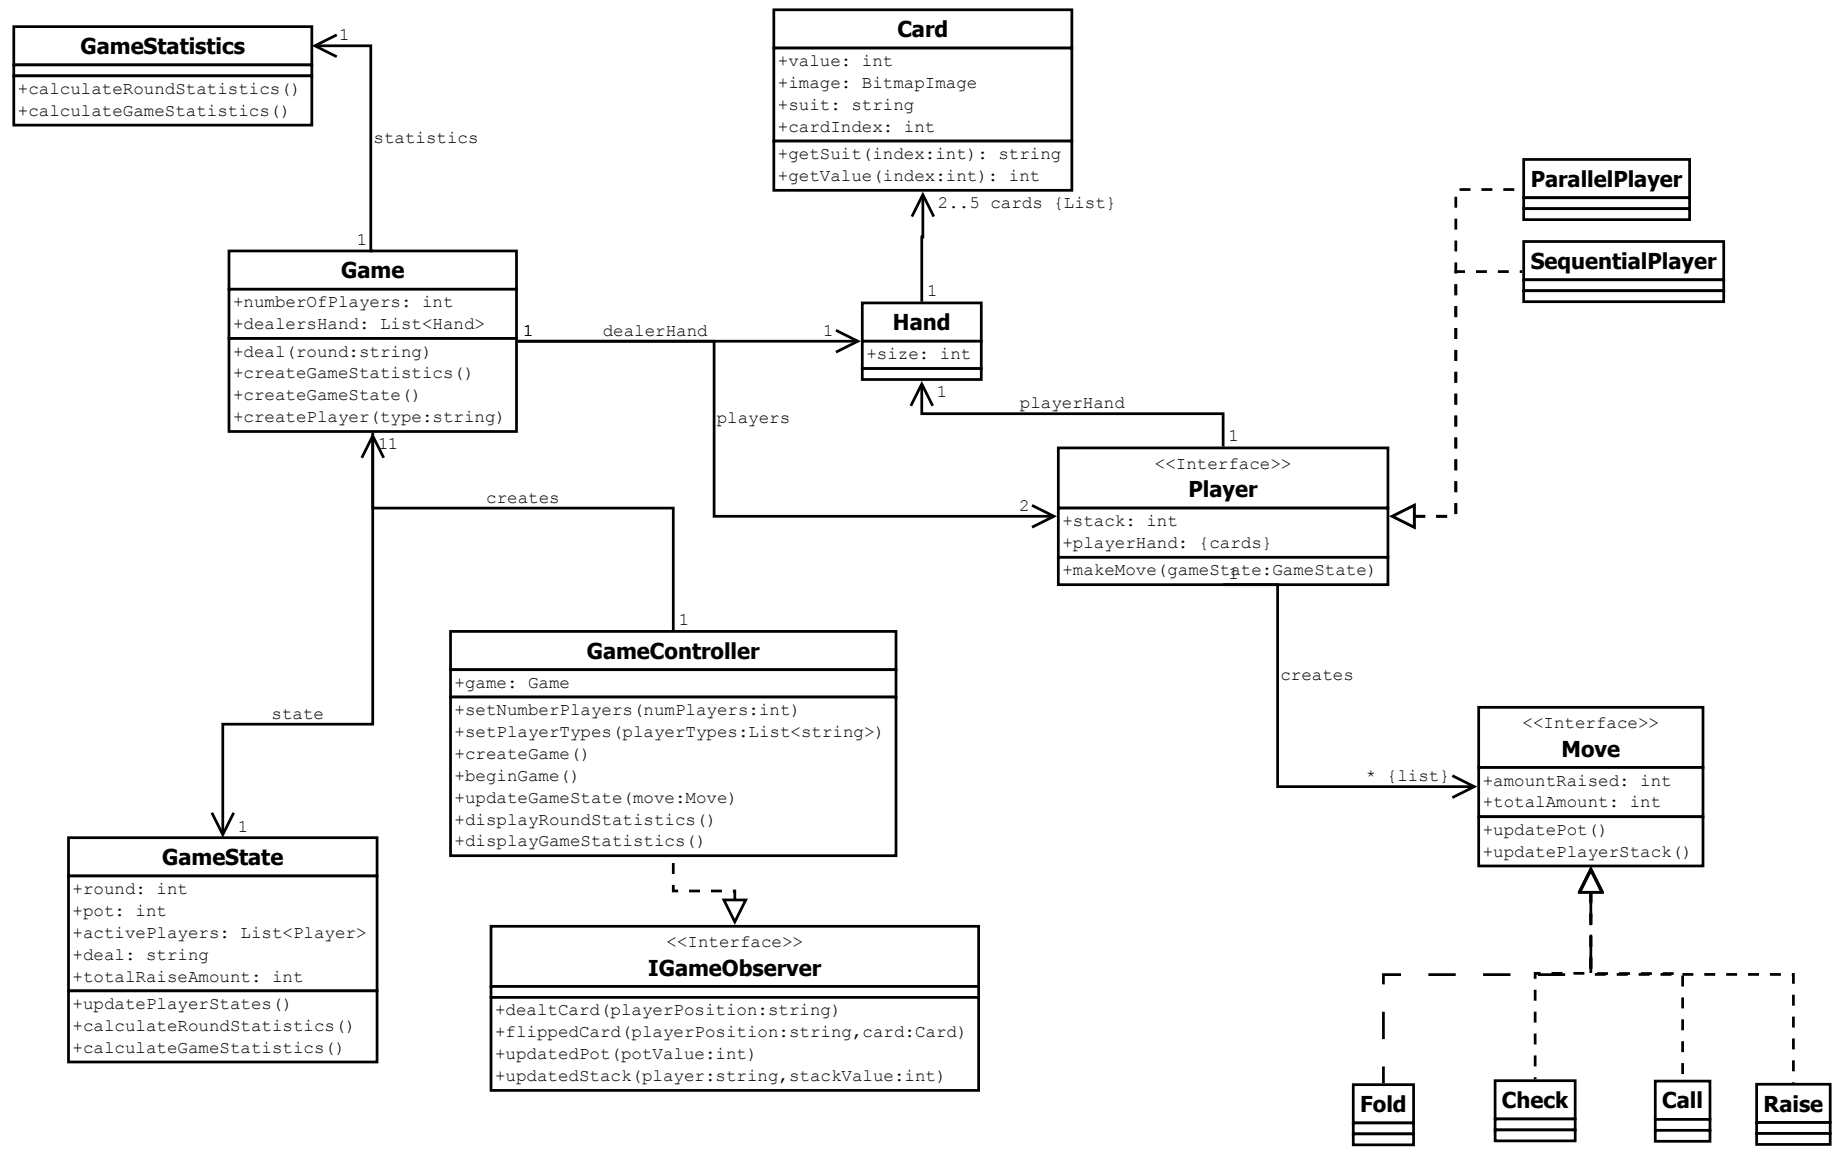 GameStatistics
+calculateRoundStatistics()
+calculateGameStatistics()
1
statistics
1
Card
+value: int
+image: BitmapImage
+suit: string
+cardIndex: int
+getSuit(index:int): string
+getValue(index:int): int
2..5 cards {List}
1
ParallelPlayer
SequentialPlayer
Game
+numberOfPlayers: int
+dealersHand: List<Hand>
+deal(round:string)
+createGameStatistics()
+createGameState()
+createPlayer(type:string)
1
dealerHand
1
Hand
+size: int
1
playerHand
1
players
2
11
creates
1
<<Interface>>
Player
+stack: int
+playerHand: {cards}
+makeMove(gameState:GameState)
1
creates
* {list}
state
1
GameController
+game: Game
+setNumberPlayers(numPlayers:int)
+setPlayerTypes(playerTypes:List<string>)
+createGame()
+beginGame()
+updateGameState(move:Move)
+displayRoundStatistics()
+displayGameStatistics()
<<Interface>>
Move
+amountRaised: int
+totalAmount: int
+updatePot()
+updatePlayerStack()
GameState
+round: int
+pot: int
+activePlayers: List<Player>
+deal: string
+totalRaiseAmount: int
+updatePlayerStates()
+calculateRoundStatistics()
+calculateGameStatistics()
<<Interface>>
IGameObserver
+dealtCard(playerPosition:string)
+flippedCard(playerPosition:string,card:Card)
+updatedPot(potValue:int)
+updatedStack(player:string,stackValue:int)
Fold
Check
Call
Raise